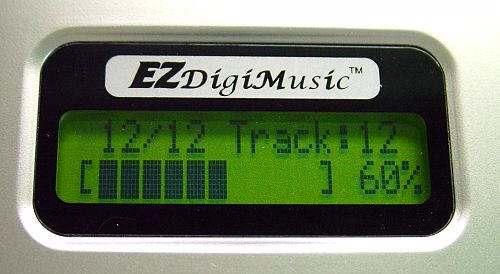 EZDigiMusic™
12/12 Track:12
[██████ ] 60%